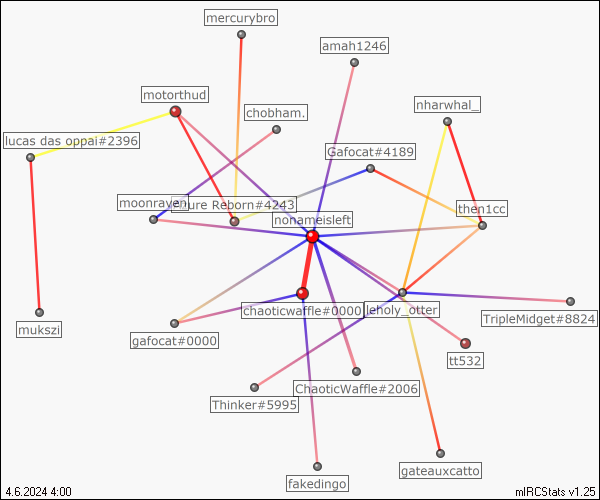 mercurybro
amah1246
motorthud
chobham.
nharwhal_
lucas das oppai#2396
Gafocat#4189
moonraven
ure Reborn#4243
then1cc
nonameisleft
chaoticwaffle#0000
leholy_otter
TripleMidget#8824
mukszi
gafocat#0000
tt532
ChaoticWaffle#2006
Thinker#5995
gateauxcatto
fakedingo
4.6.2024 4:00
mIRCStats v1.25